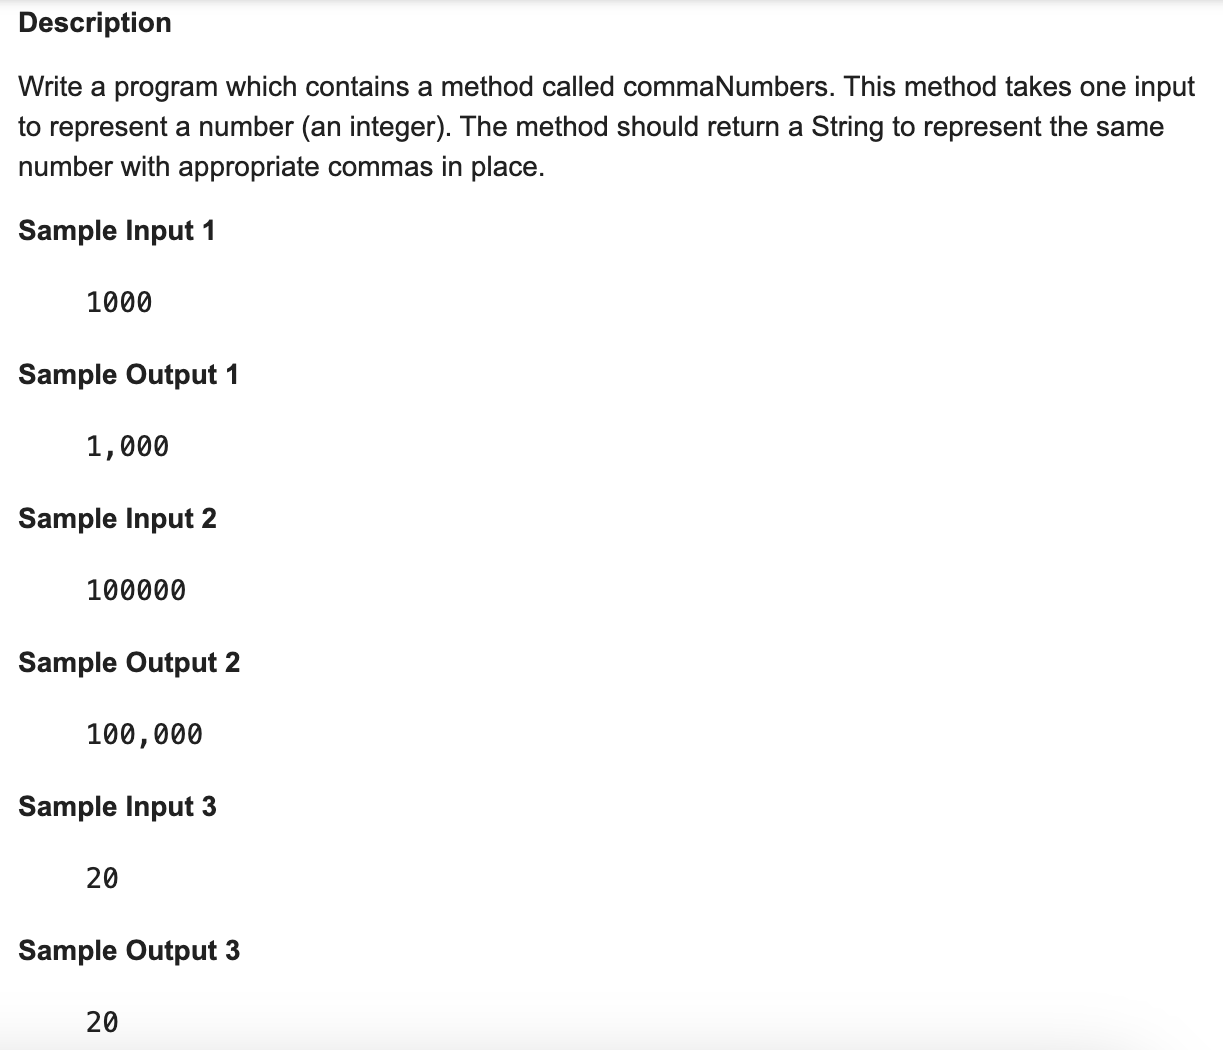 Description
Write a program which contains a method called commaNumbers. This method takes one input
to represent a number (an integer). The method should return a String to represent the same
number with appropriate commas in place.
Sample Input 1
1000
Sample Output 1
1,000
Sample Input 2
100000
Sample Output 2
100,000
Sample Input 3
20
Sample Output 3
20